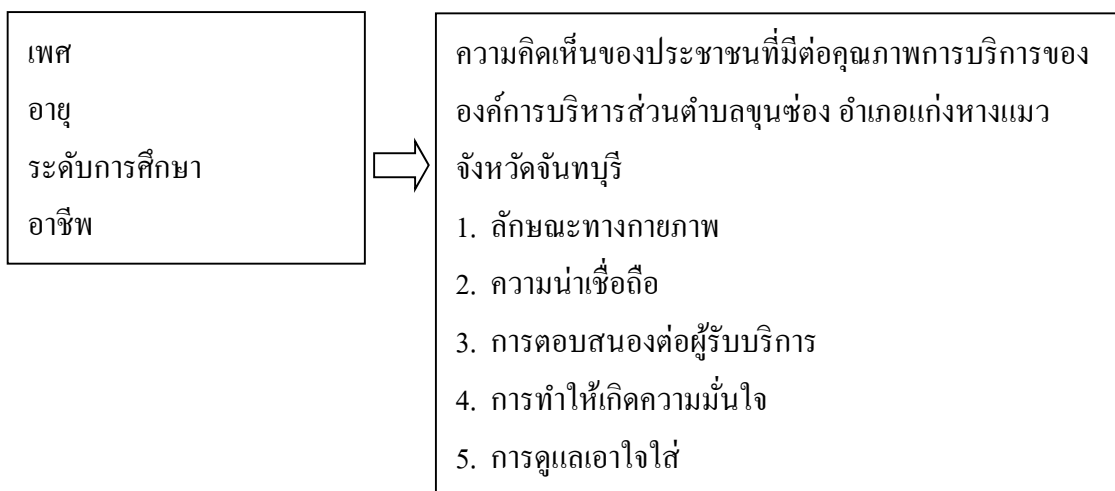 เพศ
อายุ
ระดับการศึกษา
อาชีพ
ความคิดเห็นของประชาชนที่มีต่อคุณภาพการบริการของ
องค์การบริหารส่วนตำบลขุนซ่อง อำเภอแก่งหางแมว
จังหวัดจันทบุรี
1. ลักษณะทางกายภาพ
2. ความน่าเชื่อถือ
3. การตอบสนองต่อผู้รับบริการ
4. การทำให้เกิดความมั่นใจ
5. การดูแลเอาใจใส่